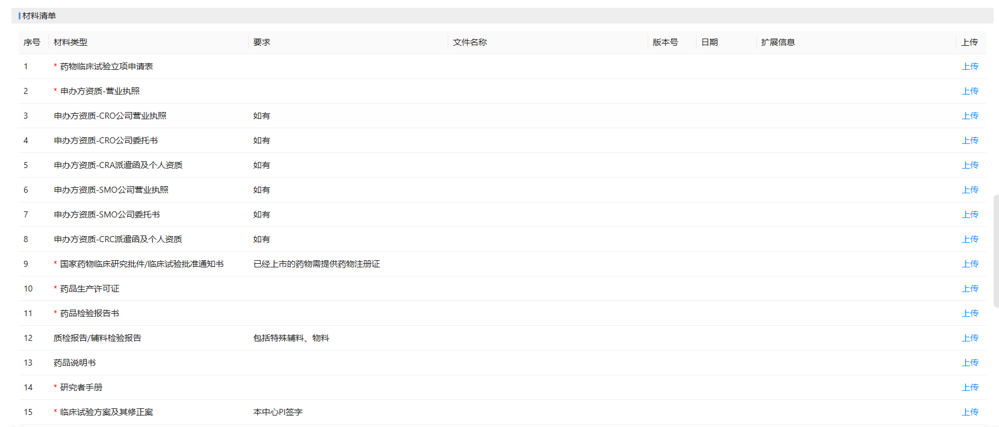 材料清单
序号 材料类型 要求 文件名称 版本号 日期 扩展信息 上传
1 * 药物临床试验立项申请表 上传
2 * 申办方资质-营业执照 上传
3 申办方资质-CRO公司营业执照 如有 上传
4 申办方资质-CRO公司委托书 如有 上传
5 申办方资质-CRA派遣函及个人资质 如有 上传
6 申办方资质-SMO公司营业执照 如有 上传
7 申办方资质-SMO公司委托书 如有 上传
8 申办方资质-CRC派遣函及个人资质 如有 上传
9 * 国家药物临床研究批件/临床试验批准通知书 已经上市的药物需提供药物注册证 上传
10 * 药品生产许可证 上传
11 * 药品检验报告书 上传
12 质检报告/辅料检验报告 包括特殊辅料、物料 上传
13 药品说明书 上传
14 * 研究者手册 上传
15 * 临床试验方案及其修正案 本中心PI签字 上传